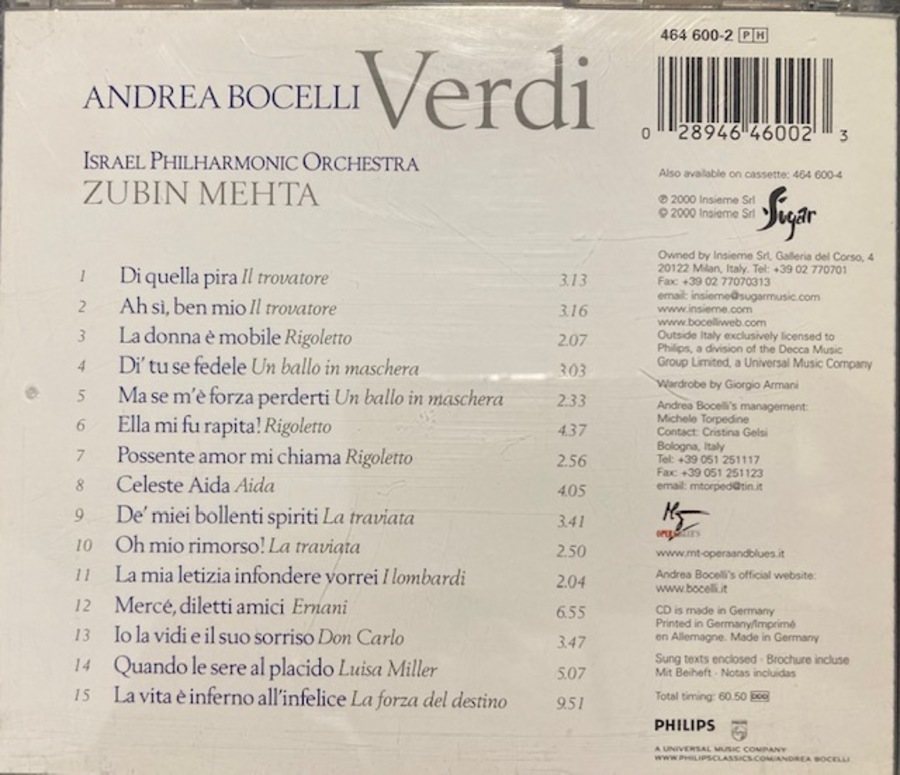 ANDREA BOCELLI Verdi
ISRAEL PHILHARMONIC ORCHESTRA
ZUBIN MEHTA
1 Di quella pira Il trovatore 3.13
2 Ah sì, ben mio Il trovatore 3.16
3 La donna è mobile Rigoletto 2.07
4 Di' tu se fedele Un ballo in maschera 3.03
5 Ma se m'è forza perderti Un ballo in maschera 2.33
6 Ella mi fu rapita! Rigoletto 4.37
7 Possente amor mi chiama Rigoletto 2.56
8 Celeste Aida Aida 4.05
9 De' miei bollenti spiriti La traviata 3.41
10 Oh mio rimorso! La traviata 2.50
11 La mia letizia infondere vorrei I lombardi 2.04
12 Mercé, diletti amici Ernani 6.55
13 Io la vidi e il suo sorriso Don Carlo 3.47
14 Quando le sere al placido Luisa Miller 5.07
15 La vita è inferno all'infelice La forza del destino 9.51
464 600-2 PH
0 28946 46002 3
Also available on cassette: 464 600-4
℗ 2000 Insieme Srl
© 2000 Insieme Srl
Sugar
Owned by Insieme Srl, Galleria del Corso, 4
20122 Milan, Italy. Tel: +39 02 770701
Fax: +39 02 77070313
email: insieme@sugarmusic.com
www.insieme.com
www.bocelliweb.com
Outside Italy exclusively licensed to
Philips, a division of the Decca Music
Group Limited, a Universal Music Company
Wardrobe by Giorgio Armani
Andrea Bocelli's management:
Michele Torpedine
Contact: Cristina Gelsi
Bologna, Italy
Tel: +39 051 251117
Fax: +39 051 251123
email: mtorped@tin.it
www.mt-operaandblues.it
Andrea Bocelli's official website:
www.bocelli.it
CD is made in Germany
Printed in Germany/Imprimé
en Allemagne. Made in Germany
Sung texts enclosed · Brochure incluse
Mit Beiheft · Notas incluidas
Total timing: 60.50 DDD
PHILIPS
A UNIVERSAL MUSIC COMPANY
WWW.PHILIPSCLASSICS.COM/ANDREA BOCELLI